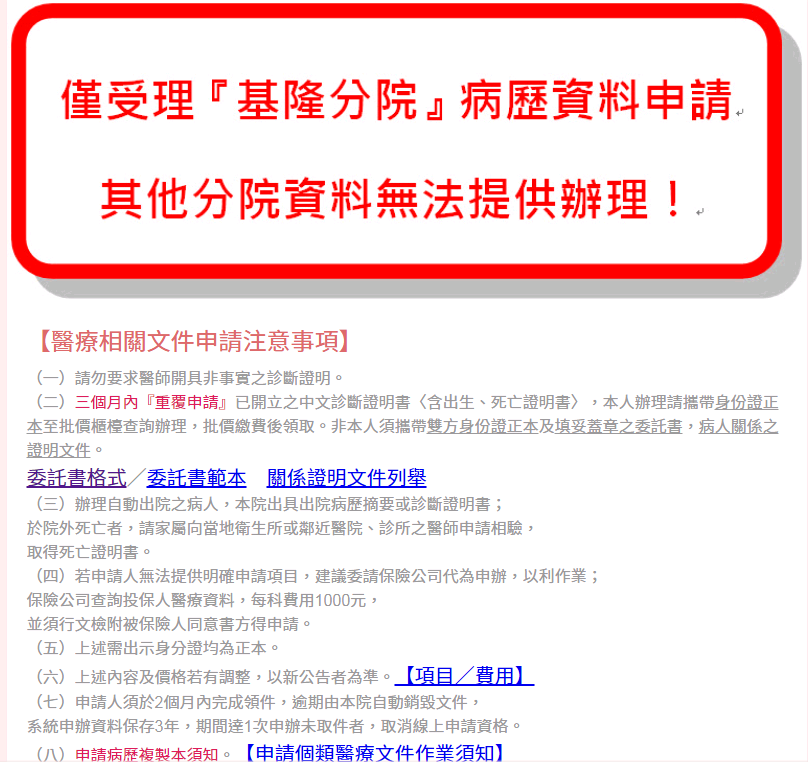 僅受理『基隆分院』病歷資料申請
其他分院資料無法提供辦理！
【醫療相關文件申請注意事項】
（一）請勿要求醫師開具非事實之診斷證明。
（二）三個月內『重覆申請』已開立之中文診斷證明書〈含出生、死亡證明書〉，本人辦理請攜帶身份證正
本至批價櫃檯查詢辦理，批價繳費後領取。非本人須攜帶雙方身份證正本及填妥蓋章之委託書，病人關係之
證明文件。
委託書格式／委託書範本　關係證明文件列舉
（三）辦理自動出院之病人，本院出具出院病歷摘要或診斷證明書；
於院外死亡者，請家屬向當地衛生所或鄰近醫院、診所之醫師申請相驗，
取得死亡證明書。
（四）若申請人無法提供明確申請項目，建議委請保險公司代為申辦，以利作業；
保險公司查詢投保人醫療資料，每科費用1000元，
並須行文檢附被保險人同意書方得申請。
（五）上述需出示身分證均為正本。
（六）上述內容及價格若有調整，以新公告者為準。【項目／費用】
（七）申請人須於2個月內完成領件，逾期由本院自動銷毀文件，
系統申辦資料保存3年，期間達1次申辦未取件者，取消線上申請資格。
（八）申請病歷複製本須知。【申請個類醫療文件作業須知】